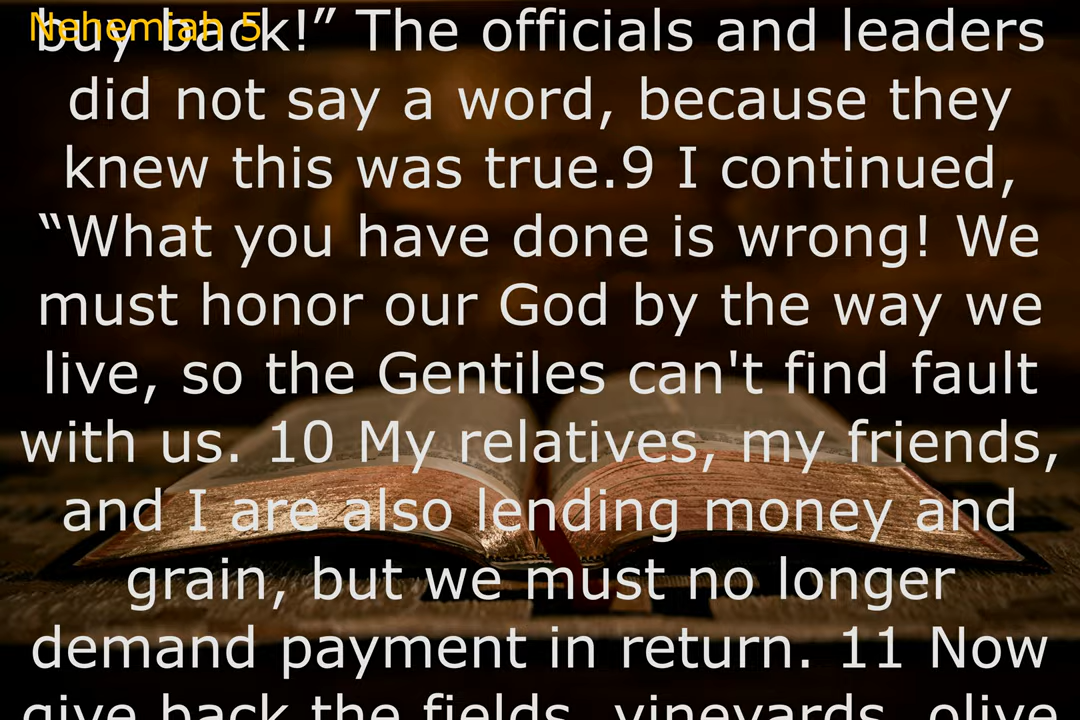 Nehemiah 5
buy back!” The officials and leaders
did not say a word, because they
knew this was true.9 I continued,
“What you have done is wrong! We
must honor our God by the way we
live, so the Gentiles can't find fault
with us. 10 My relatives, my friends,
and I are also lending money and
grain, but we must no longer
demand payment in return. 11 Now
give back the fields, vineyards, olive